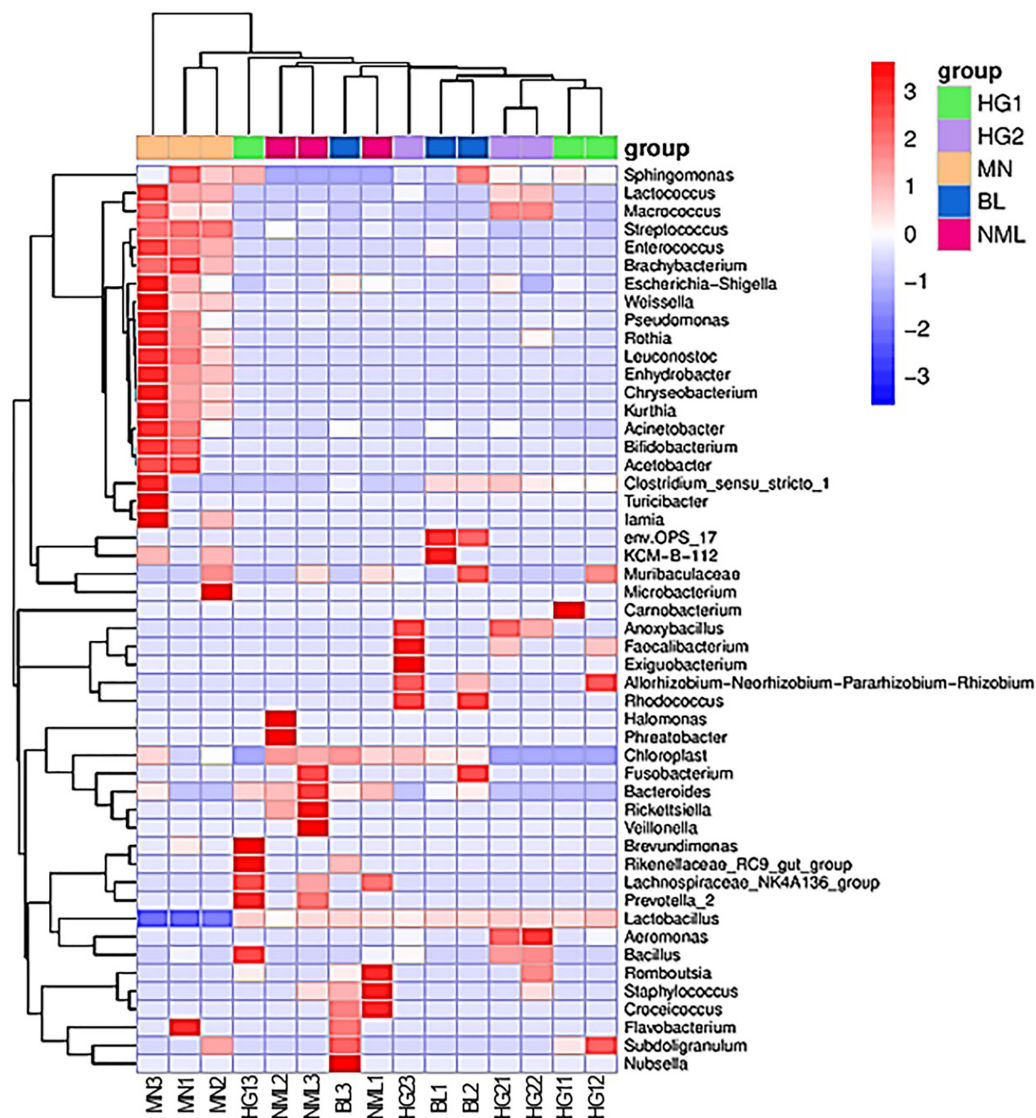 group
HG1
HG2
MN
BL
NML
3
2
1
0
−1
−2
−3
group
Sphingomonas
Lactococcus
Macrococcus
Streptococcus
Enterococcus
Brachybacterium
Escherichia−Shigella
Weissella
Pseudomonas
Rothia
Leuconostoc
Enhydrobacter
Chryseobacterium
Kurthia
Acinetobacter
Bifidobacterium
Acetobacter
Clostridium_sensu_stricto_1
Turicibacter
Iamia
env.OPS_17
KCM−B−112
Muribaculaceae
Microbacterium
Carnobacterium
Anoxybacillus
Faecalibacterium
Exiguobacterium
Allorhizobium−Neorhizobium−Pararhizobium−Rhizobium
Rhodococcus
Halomonas
Phreatobacter
Chloroplast
Fusobacterium
Bacteroides
Rickettsiella
Veillonella
Brevundimonas
Rikenellaceae_RC9_gut_group
Lachnospiraceae_NK4A136_group
Prevotella_2
Lactobacillus
Aeromonas
Bacillus
Romboutsia
Staphylococcus
Croceicoccus
Flavobacterium
Subdoligranulum
Nubsella
MN3
MN1
MN2
HG13
NML2
NML3
BL3
NML1
HG23
BL1
BL2
HG21
HG22
HG11
HG12